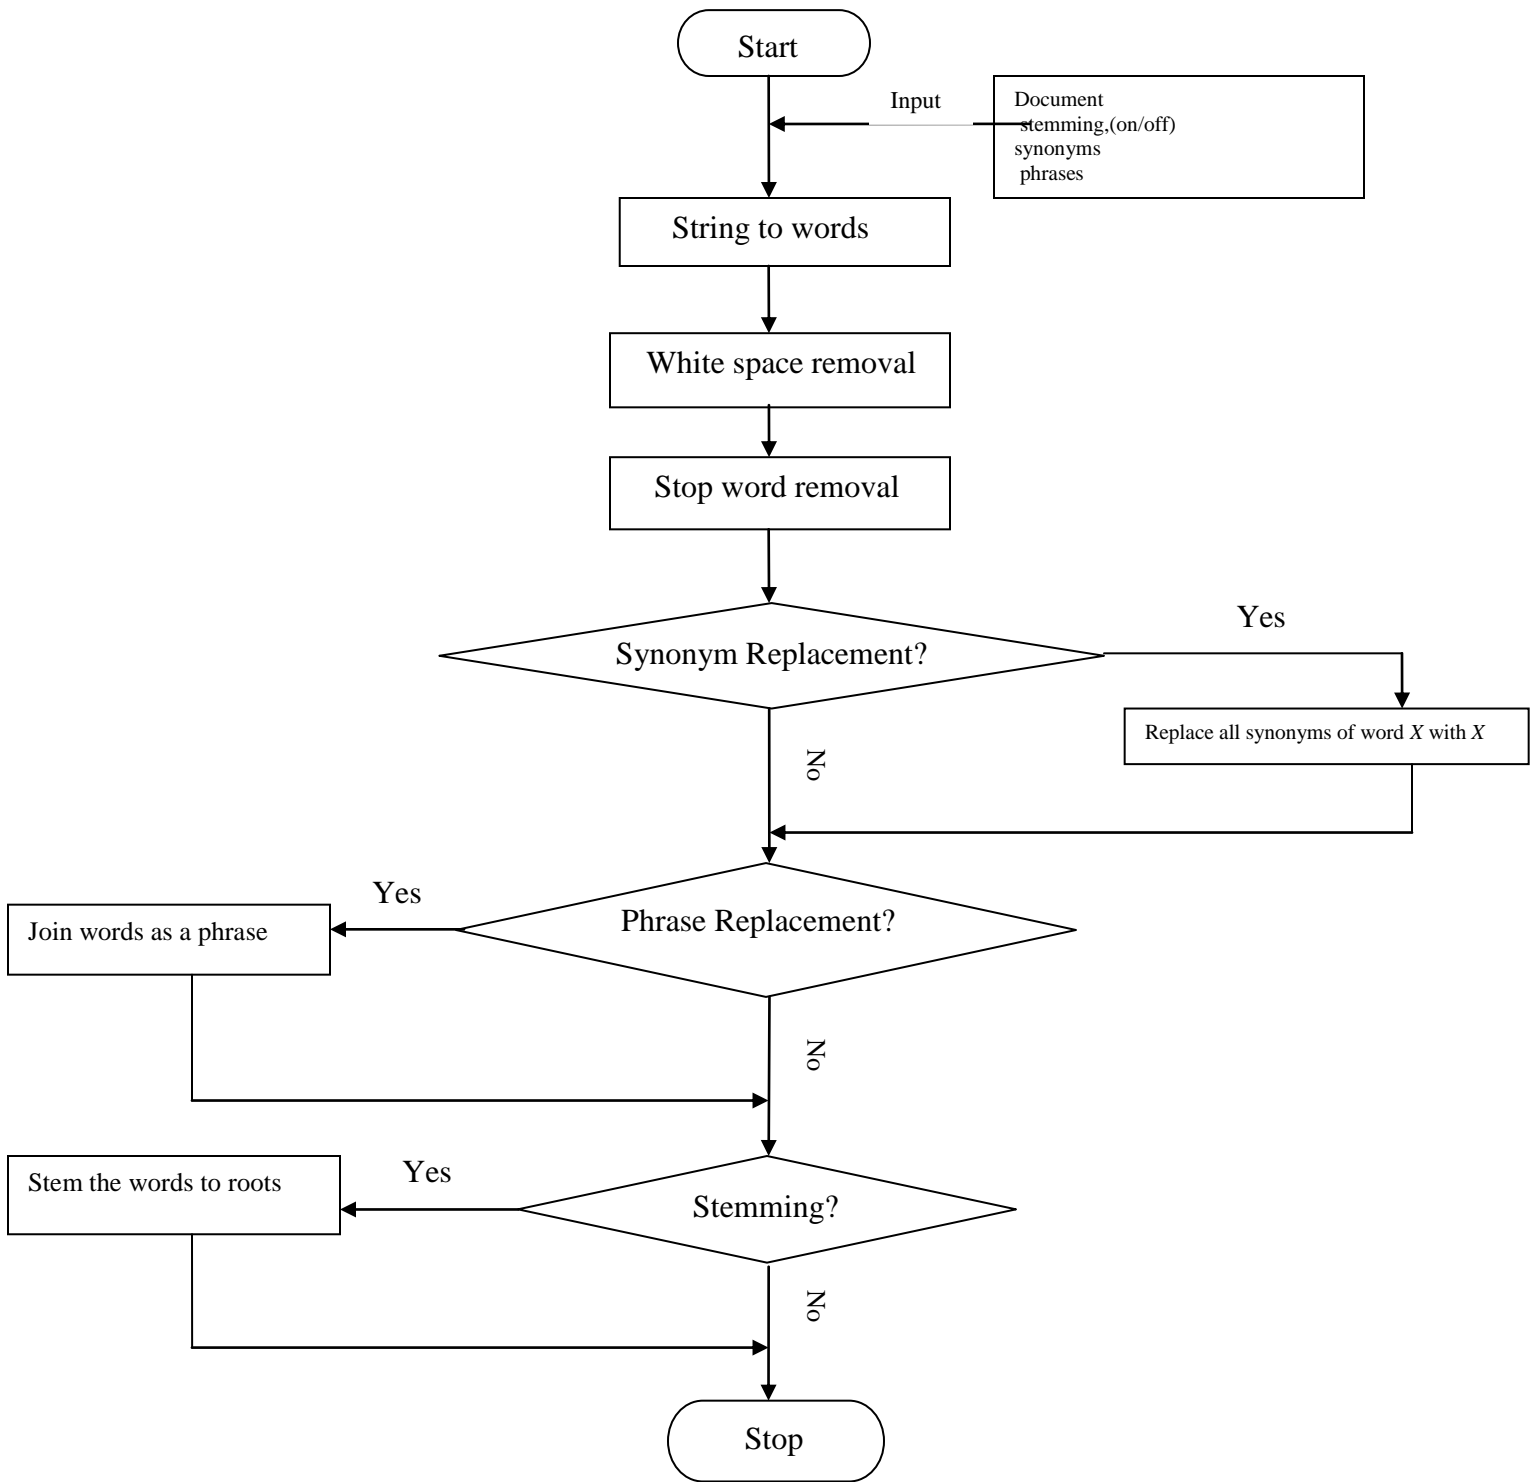 Start
Input
Document
stemming,(on/off)
synonyms
phrases
String to words
White space removal
Stop word removal
Synonym Replacement?
Yes
Replace all synonyms of word X with X
No
Phrase Replacement?
Yes
Join words as a phrase
No
Stemming?
Yes
Stem the words to roots
No
Stop